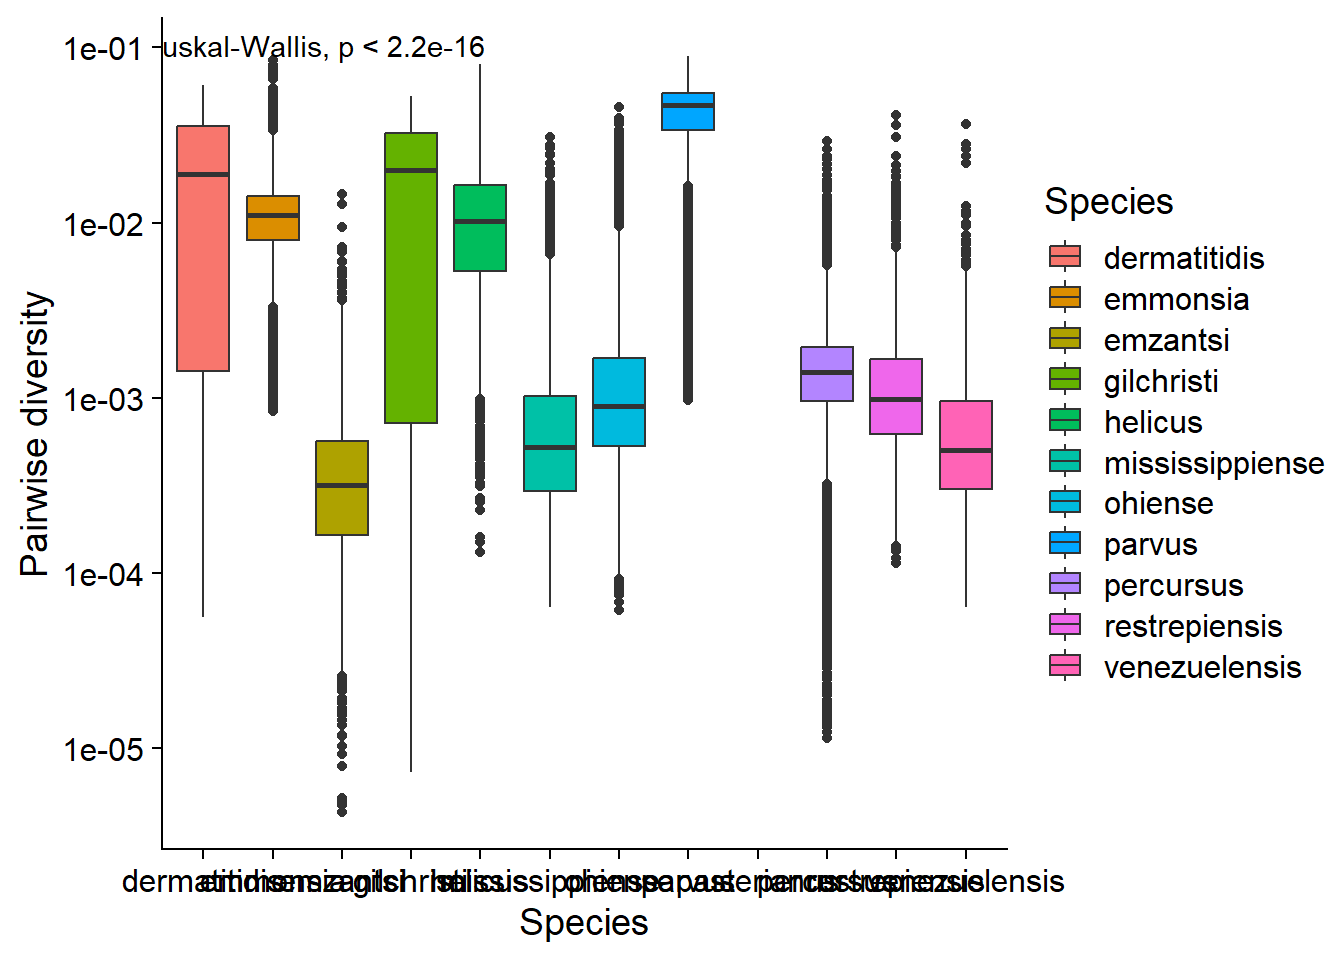 uskal-Wallis, p < 2.2e-16
1e-01
1e-02
1e-03
1e-04
1e-05
Pairwise diversity
Species
Species
dermatitidis
emmonsia
emzantsi
gilchristi
helicus
mississippiense
ohiense
parvus
percursus
restrepiensis
venezuelensis